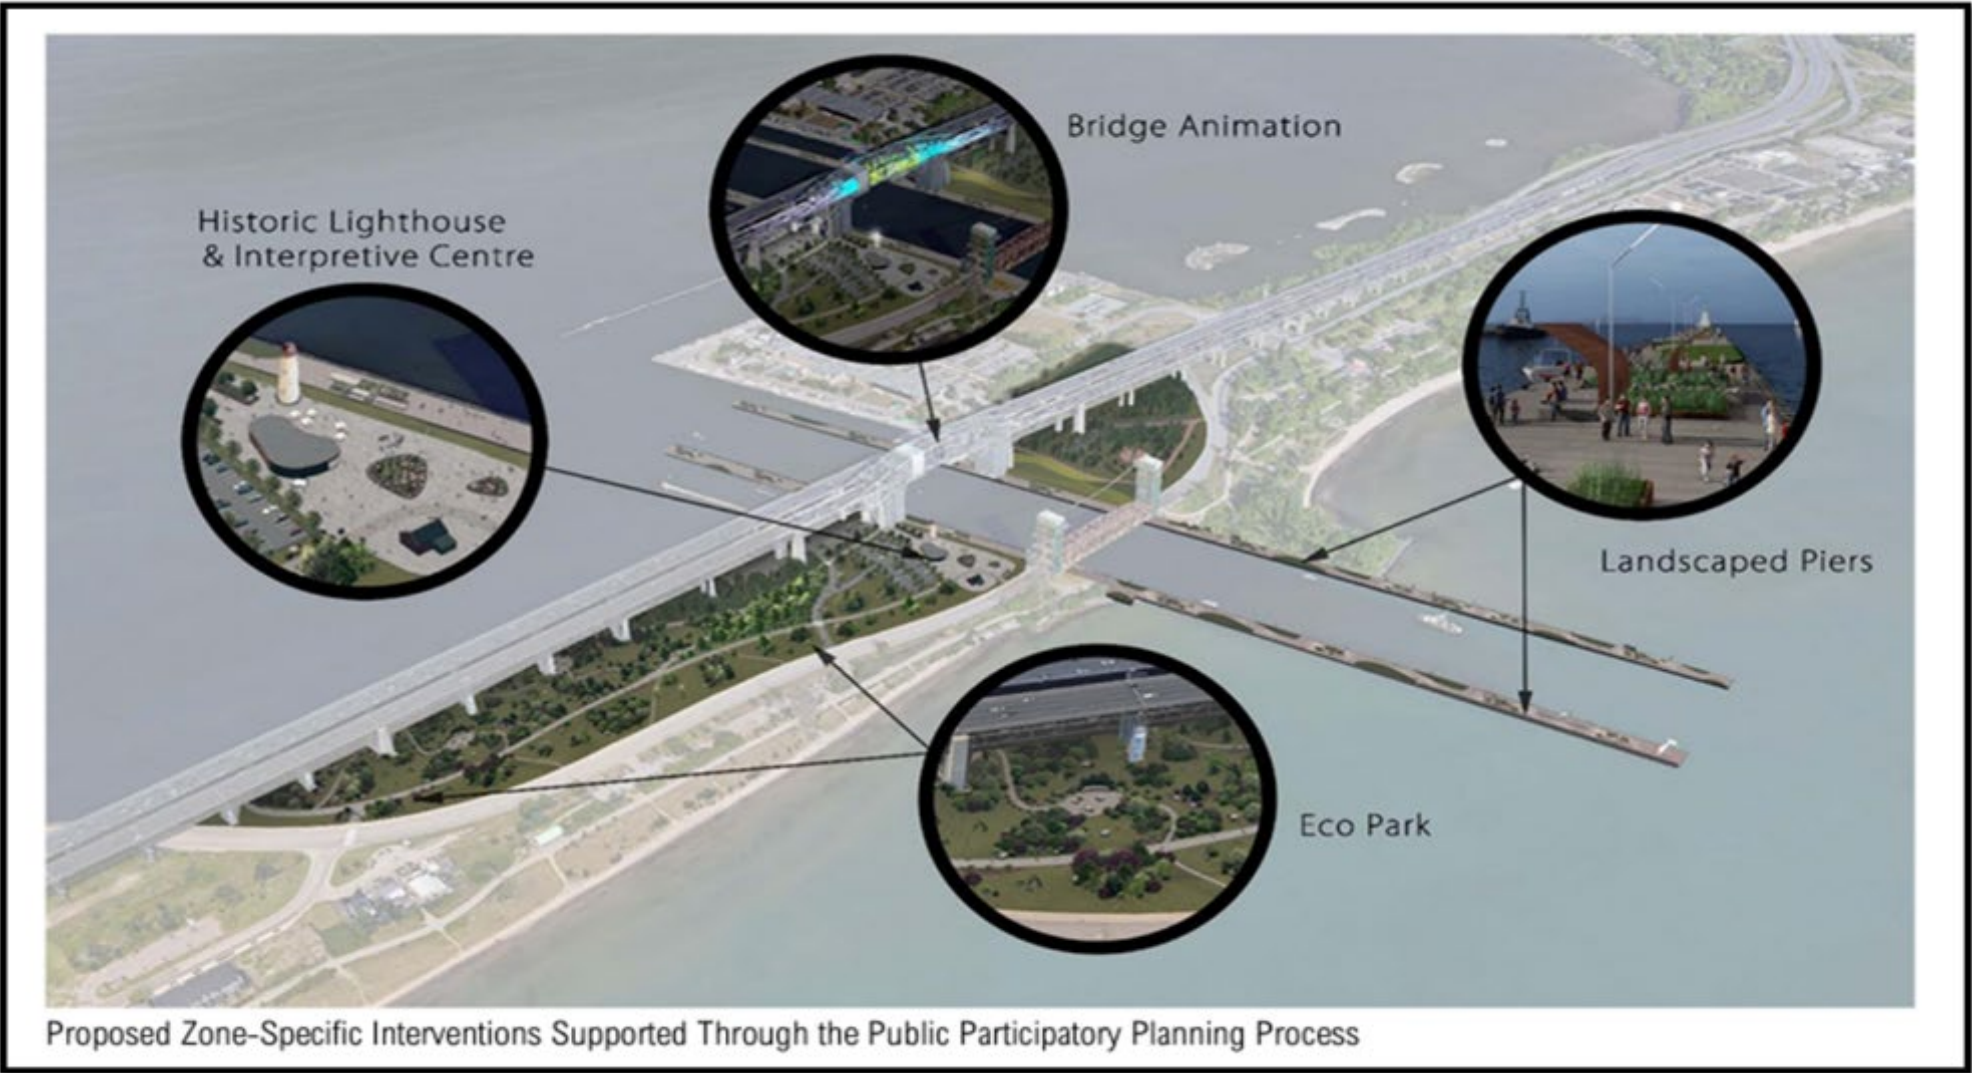 Bridge Animation
Historic Lighthouse
& Interpretive Centre
Landscaped Piers
Eco Park
Proposed Zone-Specific Interventions Supported Through the Public Participatory Planning Process